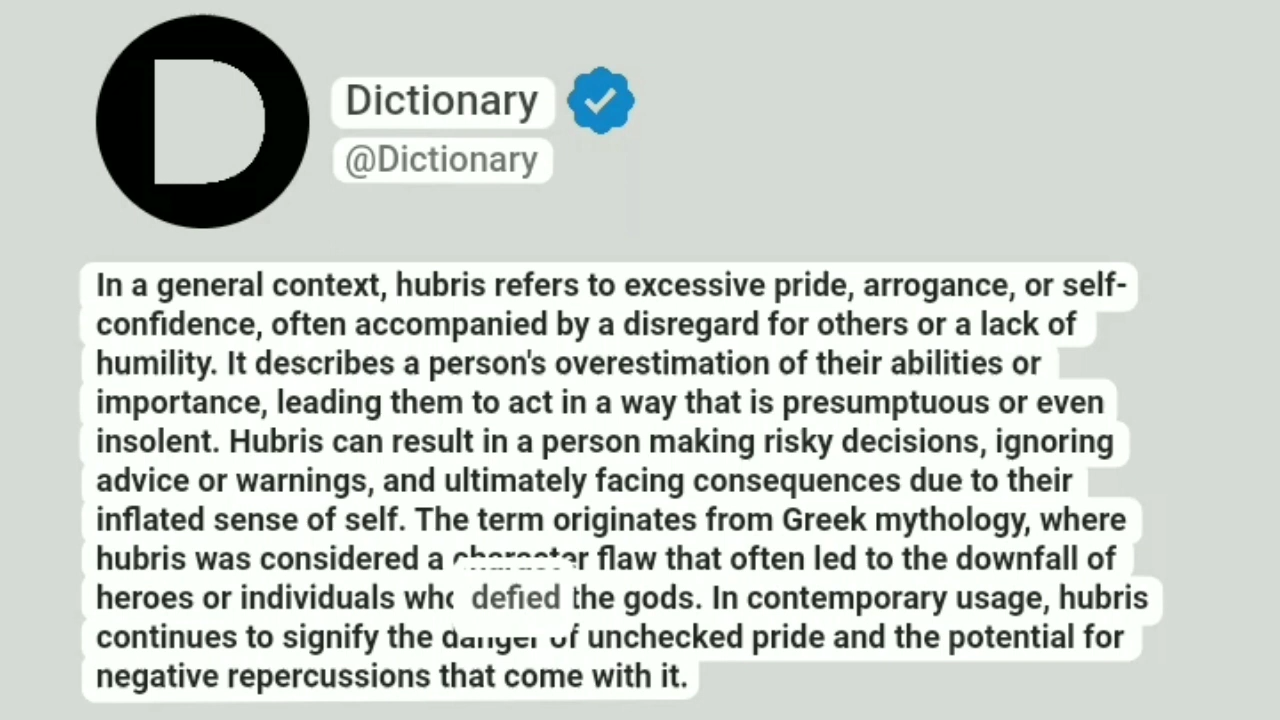 D
Dictionary
@Dictionary
In a general context, hubris refers to excessive pride, arrogance, or self-
confidence, often accompanied by a disregard for others or a lack of
humility. It describes a person's overestimation of their abilities or
importance, leading them to act in a way that is presumptuous or even
insolent. Hubris can result in a person making risky decisions, ignoring
advice or warnings, and ultimately facing consequences due to their
inflated sense of self. The term originates from Greek mythology, where
hubris was considered a character flaw that often led to the downfall of
heroes or individuals who defied the gods. In contemporary usage, hubris
continues to signify the danger of unchecked pride and the potential for
negative repercussions that come with it.